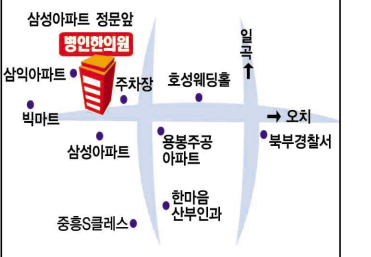 삼성아파트 정문앞
병인한의원
일곡
↑
삼익아파트
주차장
호성웨딩홀
빅마트
→ 오치
삼성아파트
용봉주공
아파트
북부경찰서
한마음
산부인과
중흥S클레스